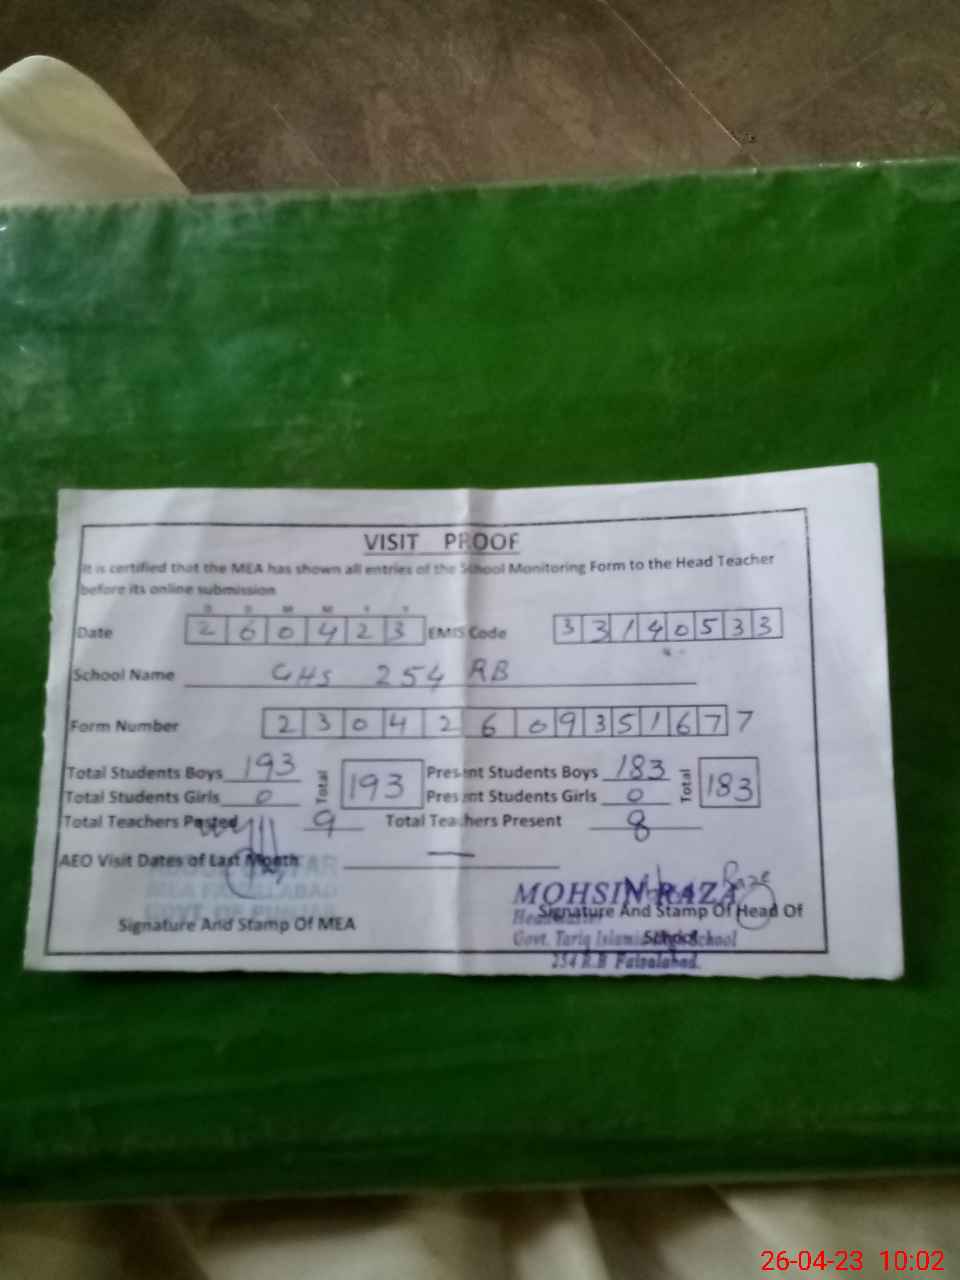 VISIT PROOF
It is certified that the MEA has shown all entries of the School Monitoring Form to the Head Teacher
before its online submission
D D M M Y Y
Date 2 6 0 4 2 3 EMIS Code 3 3 1 4 0 5 3 3
School Name GHS 254 RB
Form Number 2 3 0 4 2 6 0 9 3 5 1 6 7 7
Total Students Boys 193 Total 193 Present Students Boys 183 Total 183
Total Students Girls 0 Present Students Girls 0
Total Teachers Posted 9 Total Teachers Present 8
AEO Visit Dates of Last Month —
MEA FAISALABAD
GOVT. OF PUNJAB
Signature And Stamp Of MEA
MOHSIN RAZA
Signature And Stamp Of Head Of
School
Govt. Tariq Islamia High School
254 R.B Faisalabad.
26-04-23 10:02